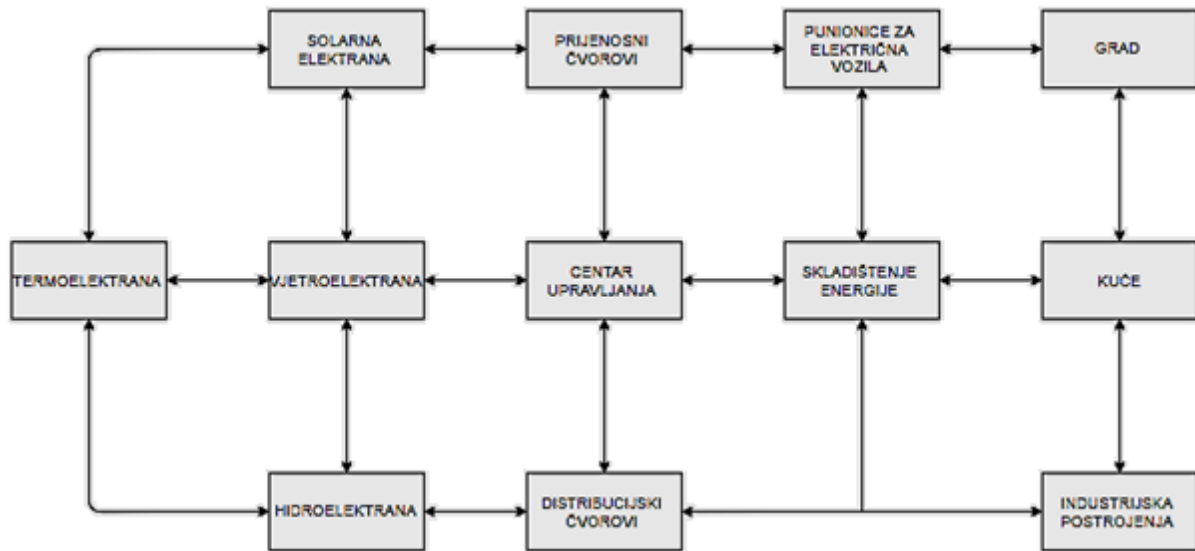 SOLARNA
ELEKTRANA
PRIJENOSNI
ČVOROVI
PUNIONICE ZA
ELEKTRIČNA
VOZILA
GRAD
TERMOELEKTRANA
VJETROELEKTRANA
CENTAR
UPRAVLJANJA
SKLADIŠTENJE
ENERGIJE
KUĆE
HIDROELEKTRANA
DISTRIBUCIJSKI
ČVOROVI
INDUSTRIJSKA
POSTROJENJA